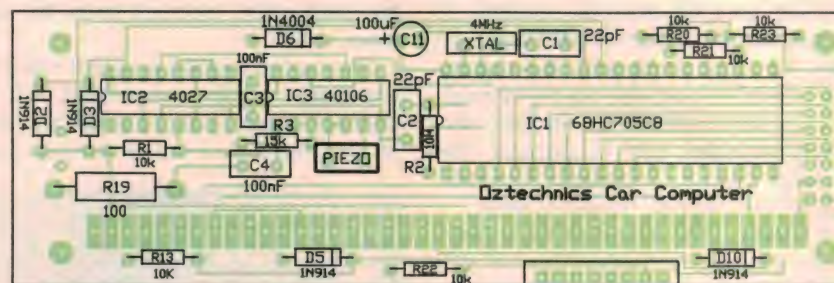 1N4004
D6
100uF
+
C11
4MHz
XTAL
C1
22pF
10k
R20
10k
R23
R21
10k
100nF
22pF
1N914
D2
1N914
D3
IC2 4027
C3
IC3 40106
C2
10M
R2
IC1 68HC705C8
R1
10k
R3
15k
C4
100nF
PIEZO
R19
100
Oztechnics Car Computer
R13
10K
D5
1N914
R22
10k
D10
1N914